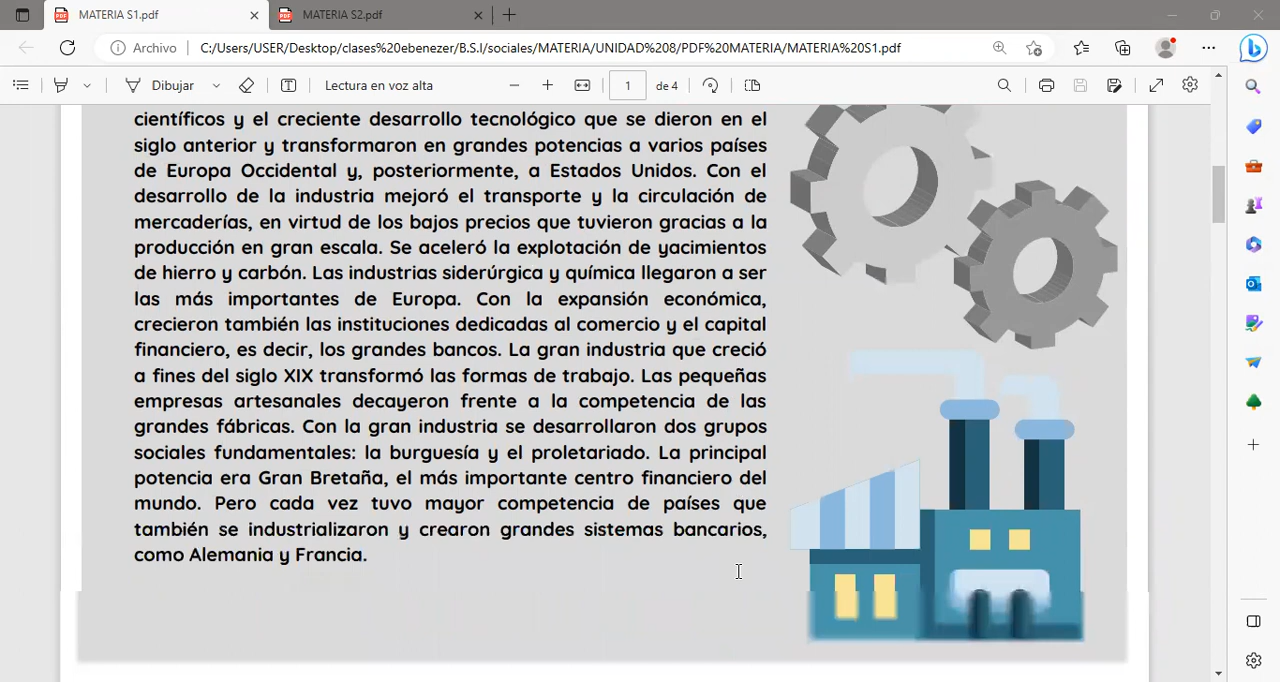 MATERIA S1.pdf
MATERIA S2.pdf
Archivo
C:/Users/USER/Desktop/clases%20ebenezer/B.S.I/sociales/MATERIA/UNIDAD%208/PDF%20MATERIA/MATERIA%20S1.pdf
Dibujar
Lectura en voz alta
1
de 4
científicos y el creciente desarrollo tecnológico que se dieron en el
siglo anterior y transformaron en grandes potencias a varios países
de Europa Occidental y, posteriormente, a Estados Unidos. Con el
desarrollo de la industria mejoró el transporte y la circulación de
mercaderías, en virtud de los bajos precios que tuvieron gracias a la
producción en gran escala. Se aceleró la explotación de yacimientos
de hierro y carbón. Las industrias siderúrgica y química llegaron a ser
las más importantes de Europa. Con la expansión económica,
crecieron también las instituciones dedicadas al comercio y el capital
financiero, es decir, los grandes bancos. La gran industria que creció
a fines del siglo XIX transformó las formas de trabajo. Las pequeñas
empresas artesanales decayeron frente a la competencia de las
grandes fábricas. Con la gran industria se desarrollaron dos grupos
sociales fundamentales: la burguesía y el proletariado. La principal
potencia era Gran Bretaña, el más importante centro financiero del
mundo. Pero cada vez tuvo mayor competencia de países que
también se industrializaron y crearon grandes sistemas bancarios,
como Alemania y Francia.